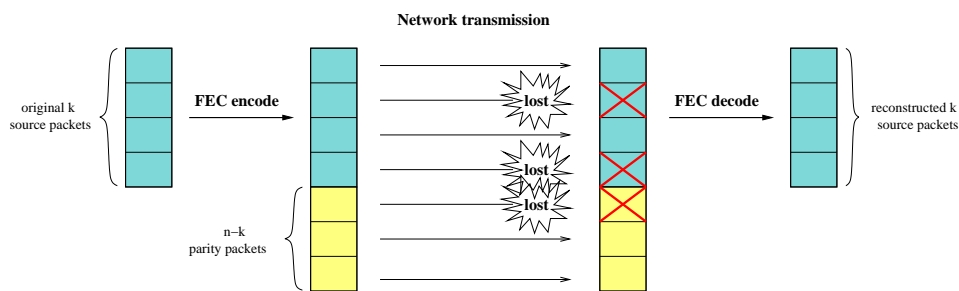 Network transmission
original k
source packets
FEC encode
lost
lost
lost
FEC decode
reconstructed k
source packets
n−k
parity packets